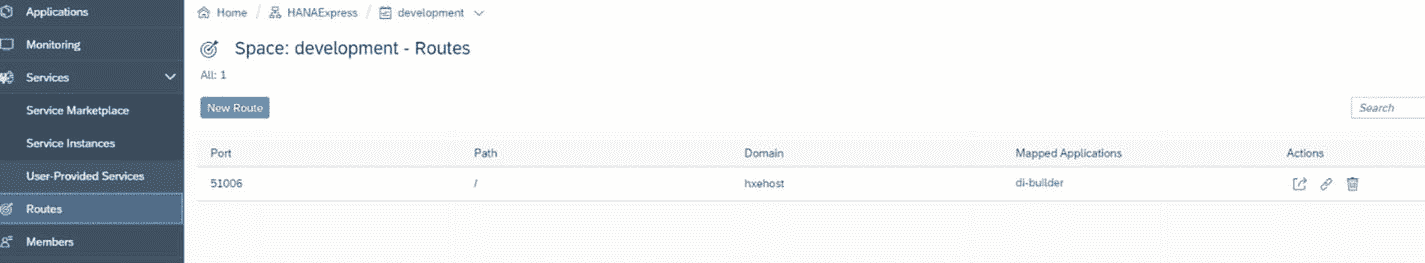 Applications
Monitoring
Services
Service Marketplace
Service Instances
User-Provided Services
Routes
Members
Home / HANAExpress / development
Space: development - Routes
All: 1
New Route
Search
Port Path Domain Mapped Applications Actions
51006 / hxehost di-builder